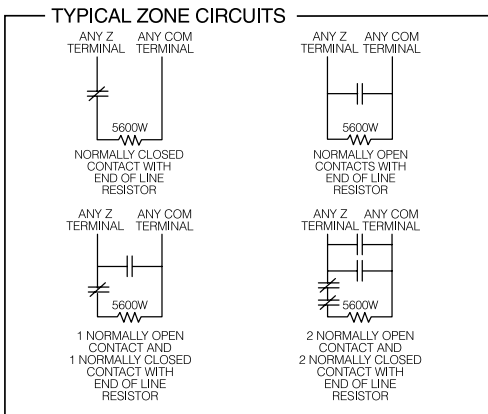 TYPICAL ZONE CIRCUITS
ANY Z ANY COM
TERMINAL TERMINAL
5600W
NORMALLY CLOSED
CONTACT WITH
END OF LINE
RESISTOR
ANY Z ANY COM
TERMINAL TERMINAL
5600W
NORMALLY OPEN
CONTACTS WITH
END OF LINE
RESISTOR
ANY Z ANY COM
TERMINAL TERMINAL
5600W
1 NORMALLY OPEN
CONTACT AND
1 NORMALLY CLOSED
CONTACT WITH
END OF LINE
RESISTOR
ANY Z ANY COM
TERMINAL TERMINAL
5600W
2 NORMALLY OPEN
CONTACT AND
2 NORMALLY CLOSED
CONTACT WITH
END OF LINE
RESISTOR